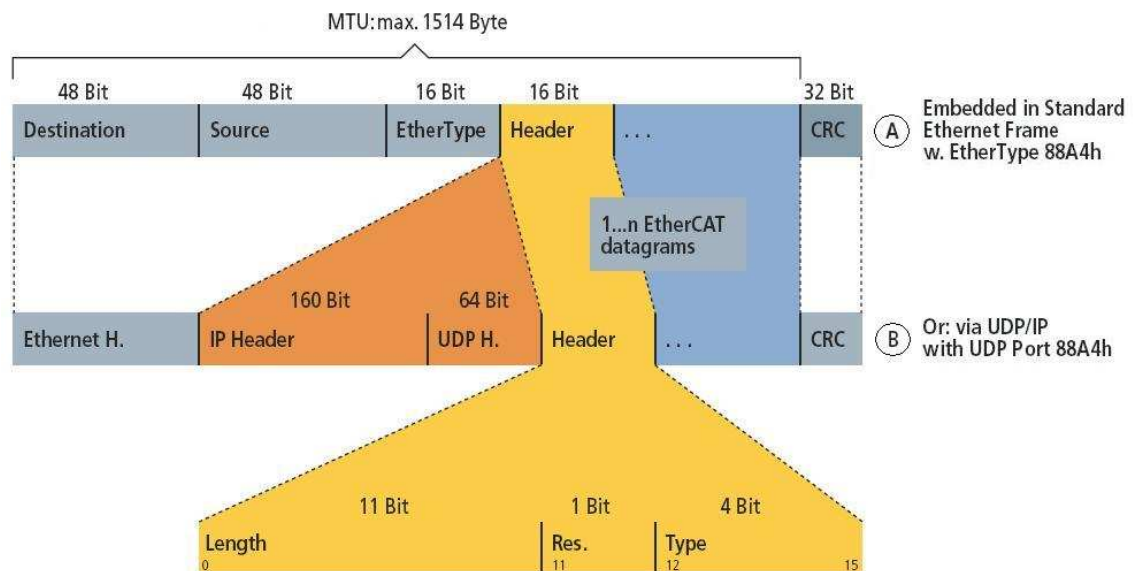 MTU: max. 1514 Byte
48 Bit 48 Bit 16 Bit 16 Bit 32 Bit
Destination Source EtherType Header ... CRC
A Embedded in Standard
Ethernet Frame
w. EtherType 88A4h
1...n EtherCAT
datagrams
160 Bit 64 Bit
Ethernet H. IP Header UDP H. Header ... CRC
B Or: via UDP/IP
with UDP Port 88A4h
11 Bit 1 Bit 4 Bit
Length Res. Type
0 11 12 15